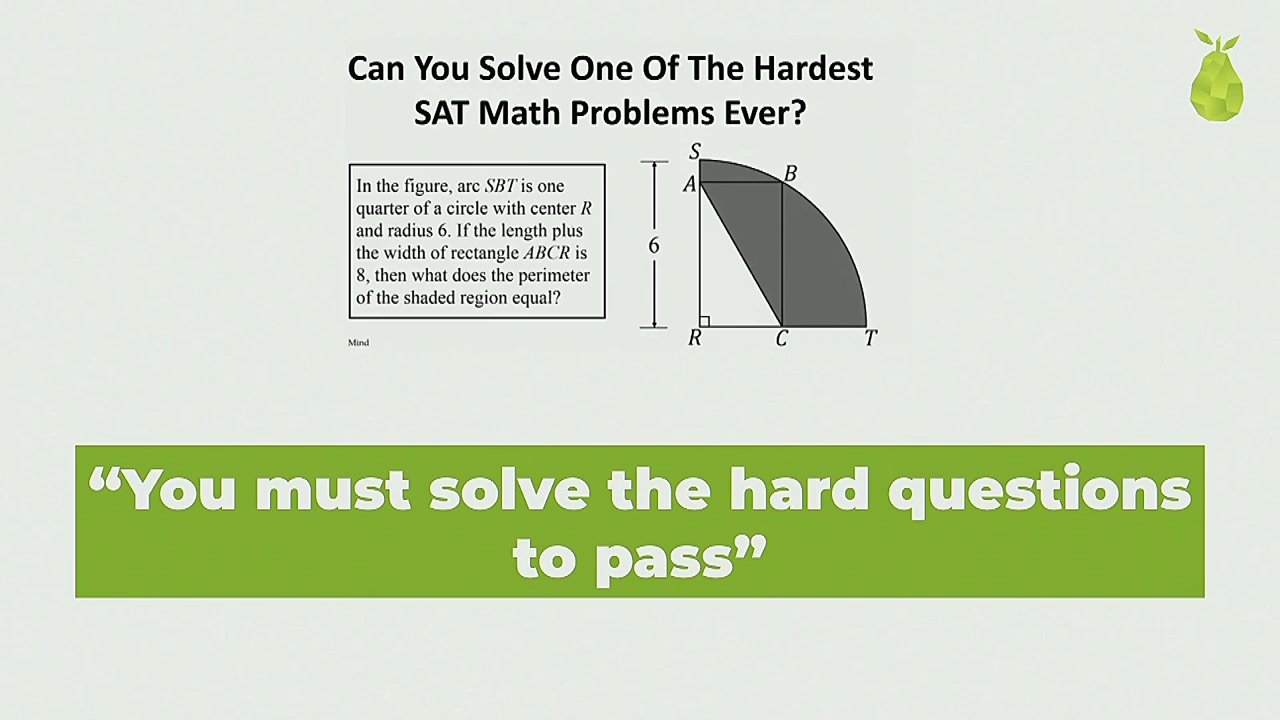 Can You Solve One Of The Hardest
SAT Math Problems Ever?
In the figure, arc SBT is one
quarter of a circle with center R
and radius 6. If the length plus
the width of rectangle ABCR is
8, then what does the perimeter
of the shaded region equal?
Mind
S
A
B
6
R
C
T
“You must solve the hard questions
to pass”